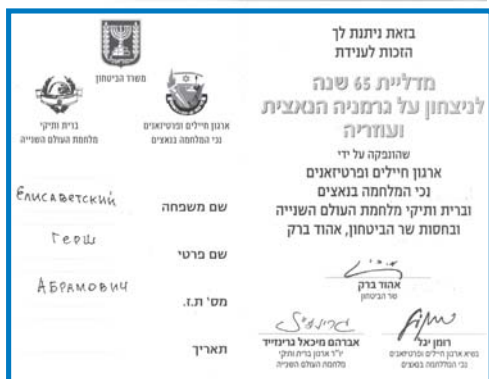 בזאת ניתנת לך
הזכות לענידת
מדליית 65 שנה
לניצחון על גרמניה הנאצית
ועוזריה
שהונפקה על ידי
ארגון חיילים ופרטיזאנים
נכי המלחמה בנאצים
וברית ותיקי מלחמת העולם השנייה
ובחסות שר הביטחון, אהוד ברק
אהוד ברק
שר הביטחון
רומן יגל
נשיא ארגון חיילים ופרטיזאנים
נכי המלחמה בנאצים
אברהם מיכאל גרינזייד
יו"ר ארגון ברית ותיקי
מלחמת העולם השנייה
משרד הביטחון
ארגון חיילים ופרטיזאנים
נכי המלחמה בנאצים
ברית ותיקי
מלחמת העולם השנייה
שם משפחה
Елисаветский
שם פרטי
Герш
מס' ת.ז.
АБРАМОВИЧ
תאריך